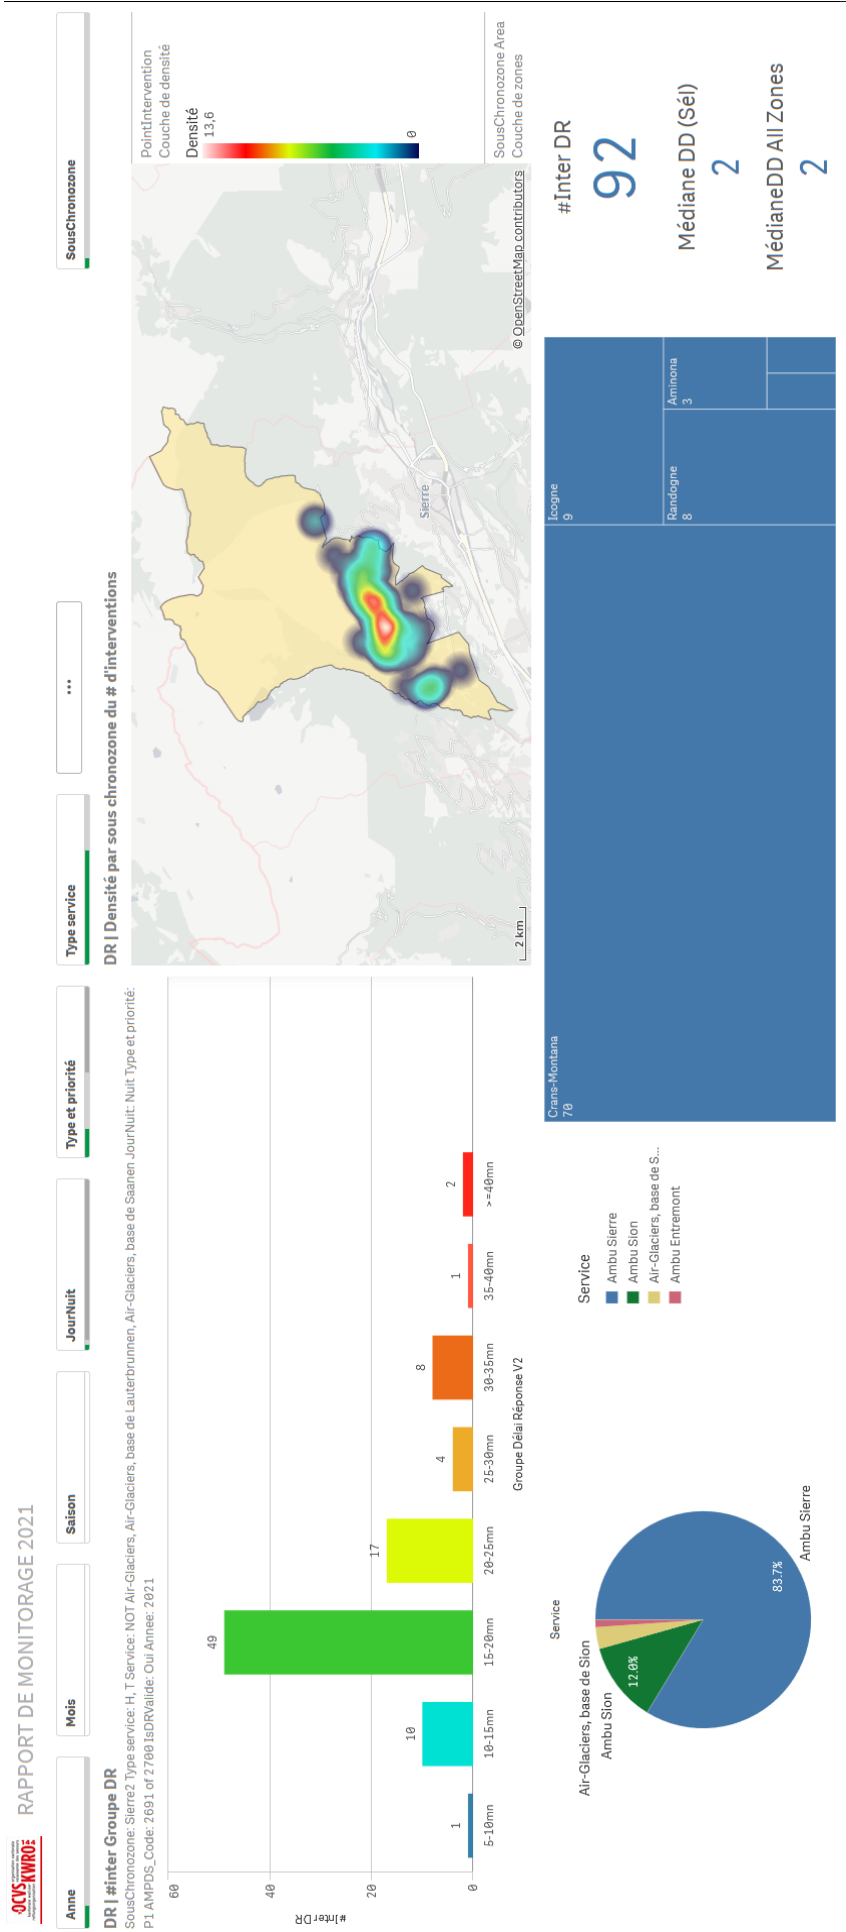 OCVS
KWRO
RAPPORT DE MONITORAGE 2021
Anne
Mois
Saison
JourNuit
Type et priorité
Type service
...
SousChronozone
DR | #inter Groupe DR
SousChronozone: Sierre2 Type service: H, T Service: NOT Air-Glaciers, Air-Glaciers, base de Lauterbrunnen, Air-Glaciers, base de Saanen JourNuit: Nuit Type et priorité:
P1 AMPDS_Code: 2691 of 2700 IsDRValide: Oui Annee: 2021
#InterDR
60
40
20
0
1
10
49
17
4
8
1
2
5-10mn
10-15mn
15-20mn
20-25mn
25-30mn
30-35mn
35-40mn
>=40mn
Groupe Délai Réponse V2
DR | Densité par sous chronozone du # d'interventions
Sierre
2 km
© OpenStreetMap contributors
PointIntervention
Couche de densité
Densité
13,6
0
SousChronozone Area
Couche de zones
Service
Air-Glaciers, base de Sion
Ambu Sion
12.0%
83.7%
Ambu Sierre
Service
Ambu Sierre
Ambu Sion
Air-Glaciers, base de S...
Ambu Entremont
Crans-Montana
70
Icogne
9
Randogne
8
Aminona
3
#Inter DR
92
Médiane DD (Sél)
2
MédianeDD All Zones
2